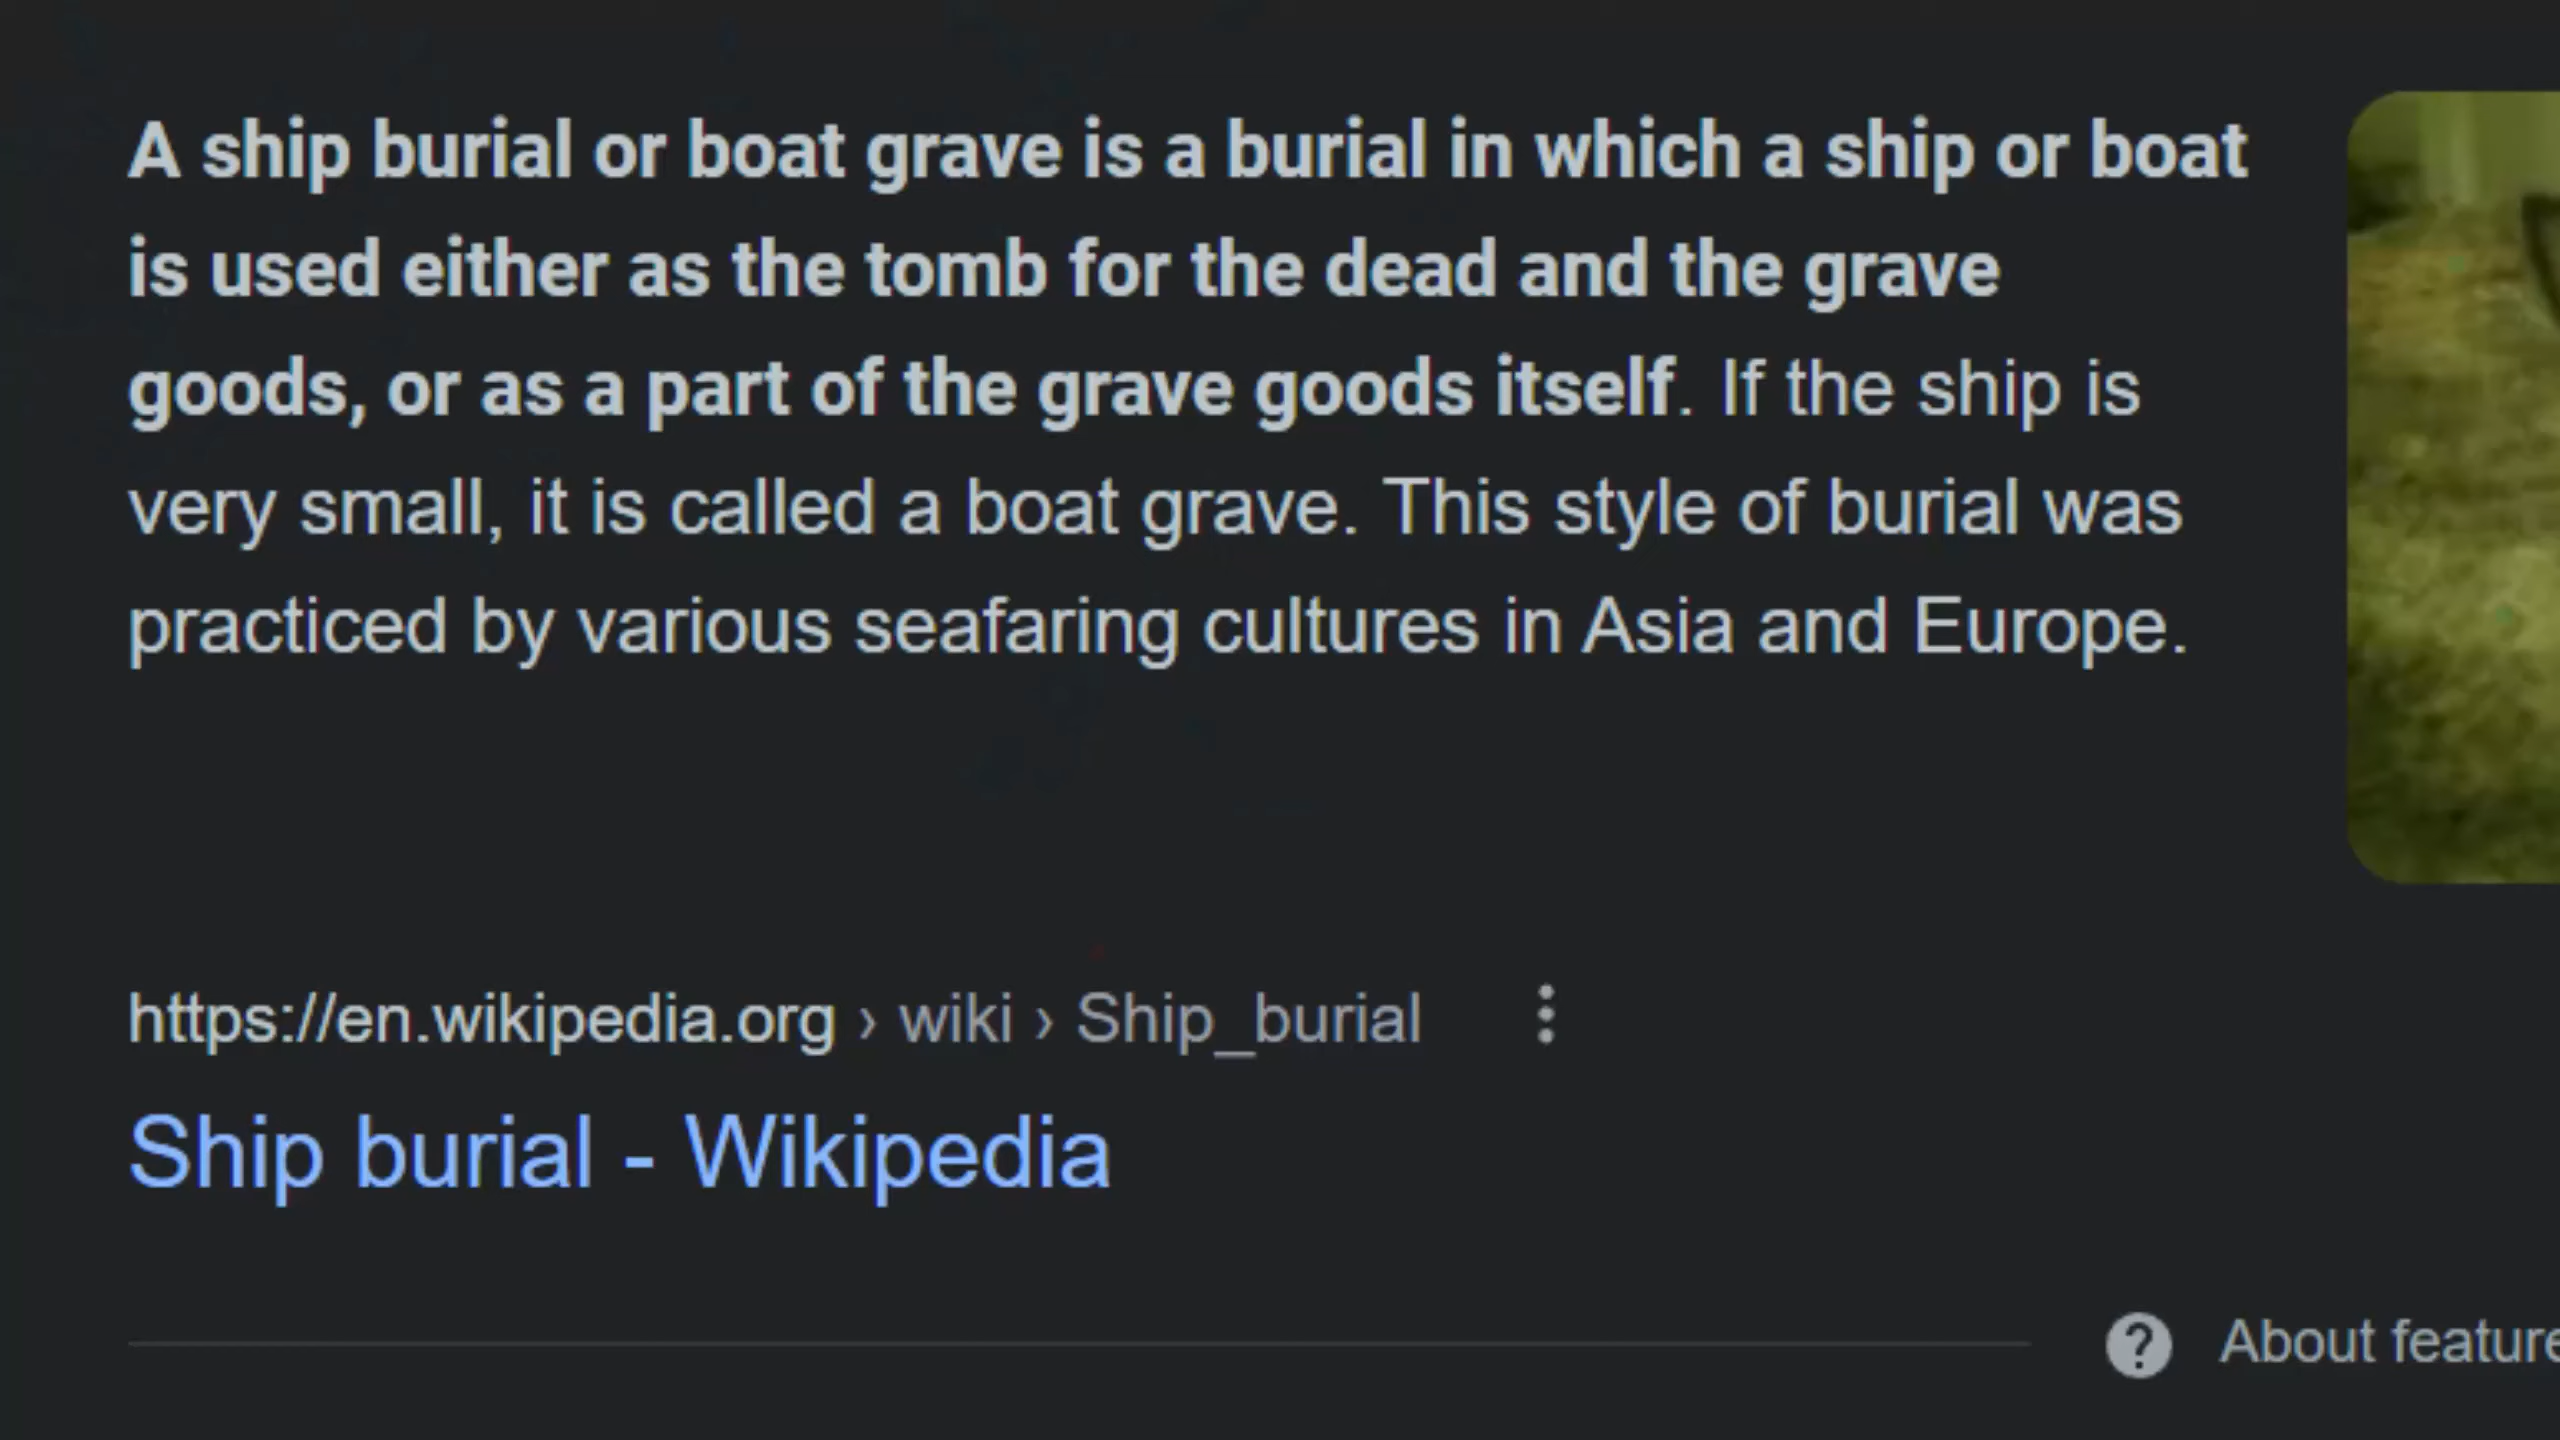 A ship burial or boat grave is a burial in which a ship or boat
is used either as the tomb for the dead and the grave
goods, or as a part of the grave goods itself. If the ship is
very small, it is called a boat grave. This style of burial was
practiced by various seafaring cultures in Asia and Europe.
https://en.wikipedia.org › wiki › Ship_burial
Ship burial - Wikipedia
About feature